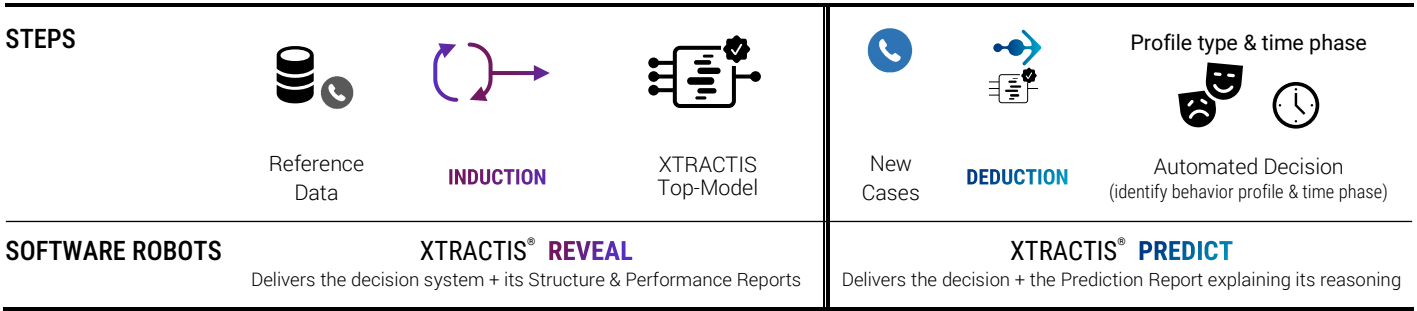 STEPS
Reference
Data
INDUCTION
XTRACTIS
Top-Model
New
Cases
DEDUCTION
Profile type & time phase
Automated Decision
(identify behavior profile & time phase)
SOFTWARE ROBOTS
XTRACTIS® REVEAL
Delivers the decision system + its Structure & Performance Reports
XTRACTIS® PREDICT
Delivers the decision + the Prediction Report explaining its reasoning